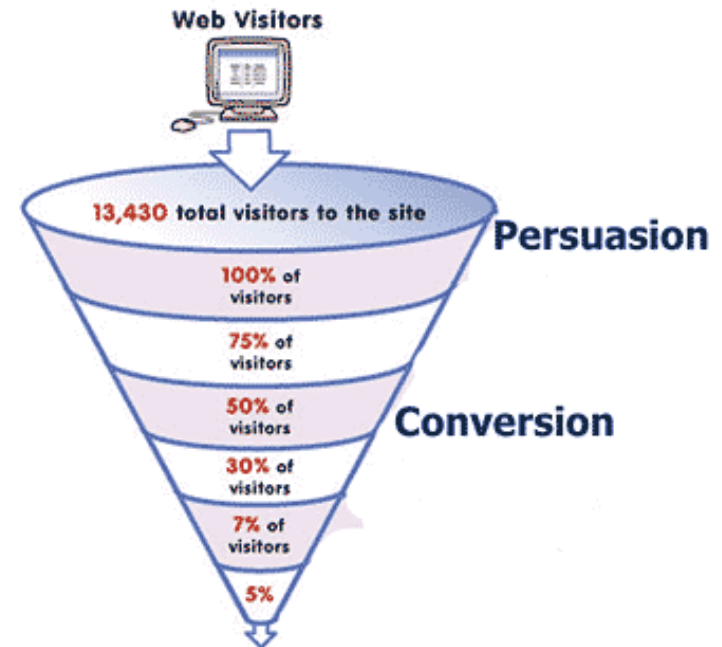 Web Visitors
13,430 total visitors to the site
Persuasion
100% of
visitors
75% of
visitors
50% of
visitors
Conversion
30% of
visitors
7% of
visitors
5%